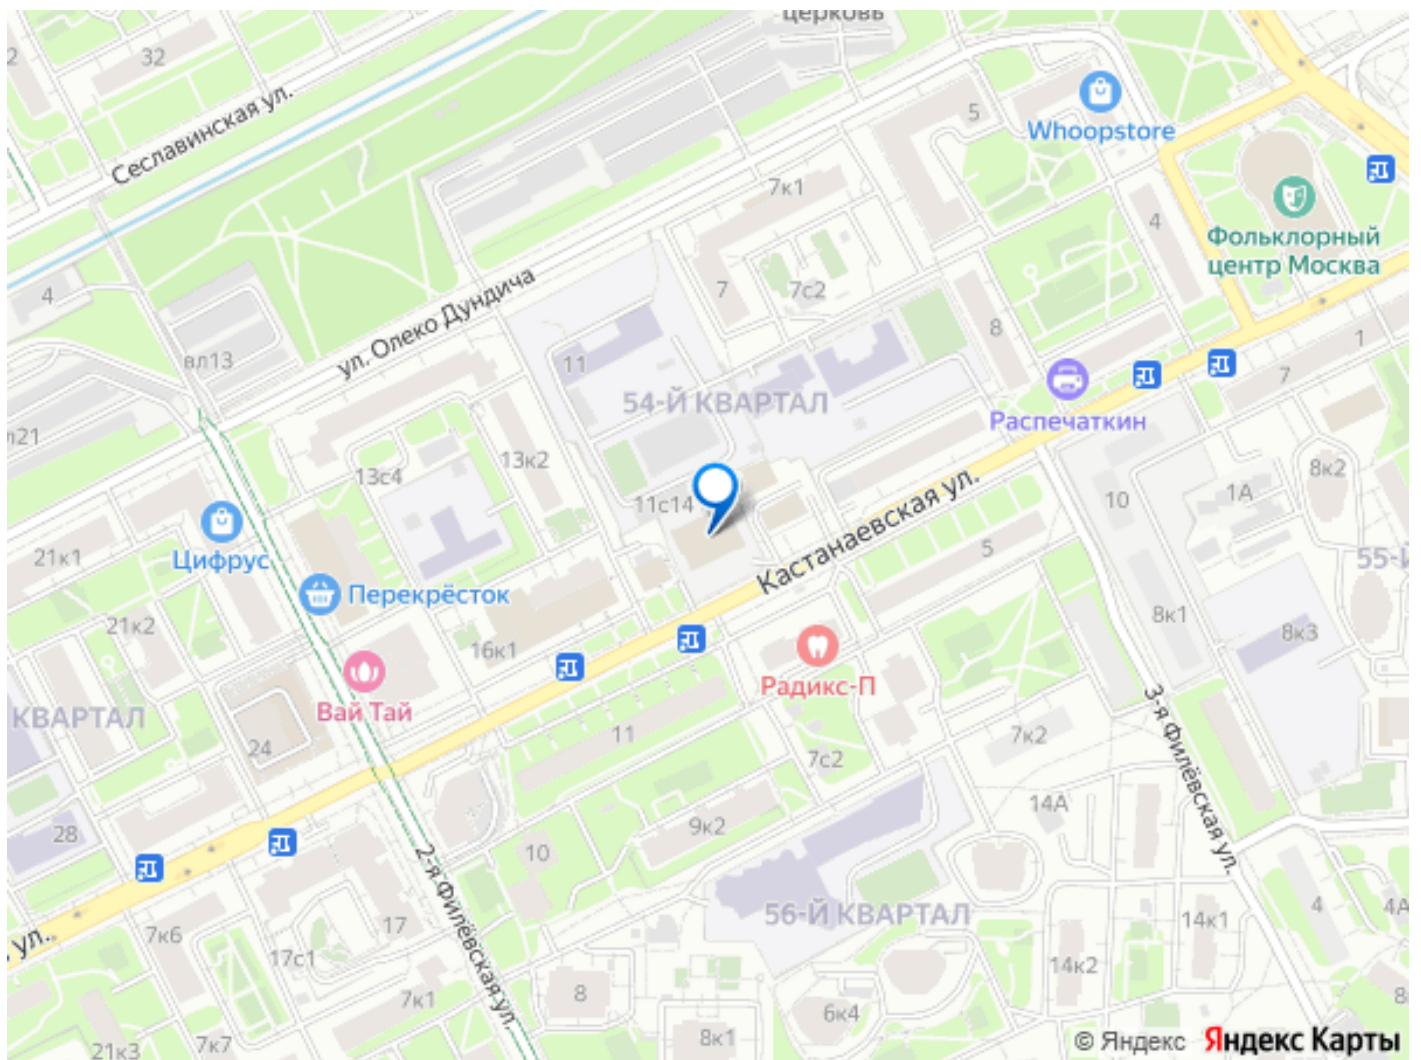 церковь
32
Сеславинская ул.
5
Whoopstore
7к1
4
Фольклорный
центр Москва
4
ул. Олеко Дундича
7
7с2
8
1
вл13
11
7
54-Й КВАРТАЛ
Распечаткин
13к2
13с4
8к2
1А
10
11с14
Кастанаевская ул.
21к1
Цифрус
5
Перекрёсток
21к2
16к1
8к1
8к3
Радикс-П
Вай Тай
КВАРТАЛ
3-я Филёвская ул.
24
11
7с2
7к2
14А
28
9к2
10
2-я Филёвская ул.
56-Й КВАРТАЛ
4
4А
ул.
7к6
17
14к1
17с1
14к2
7к1
8
6к4
8к1
7к7
21к3
© Яндекс Яндекс Карты